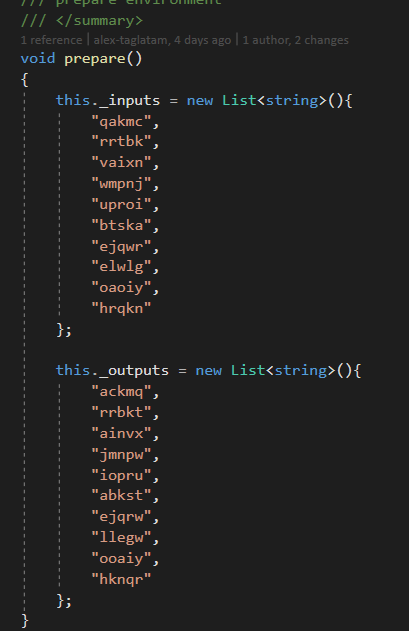 /// prepare environment
/// </summary>
1 reference | alex-taglatam, 4 days ago | 1 author, 2 changes
void prepare()
{
this._inputs = new List<string>(){
"qakmc",
"rrtbk",
"vaixn",
"wmpnj",
"uproi",
"btska",
"ejqwr",
"elwlg",
"oaoiy",
"hrqkn"
};
this._outputs = new List<string>(){
"ackmq",
"rrbkt",
"ainvx",
"jmnpw",
"iopru",
"abkst",
"ejqrw",
"llegw",
"ooaiy",
"hknqr"
};
}